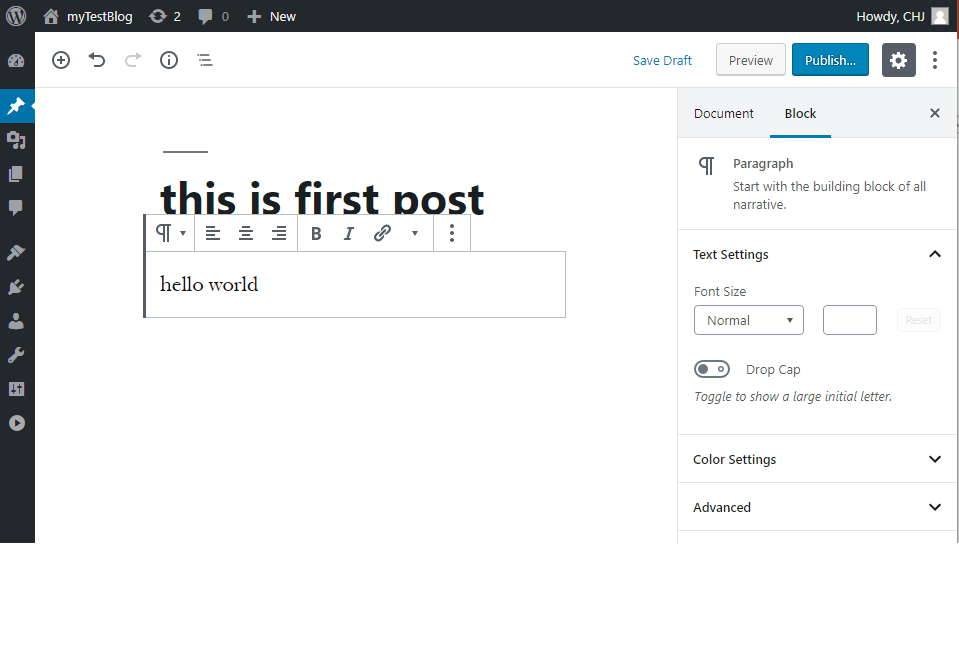 myTestBlog 2 0 New Howdy, CHJ
Save Draft Preview Publish...
Document Block
this is first post
B I
hello world
Paragraph
Start with the building block of all
narrative.
Text Settings
Font Size
Normal Reset
Drop Cap
Toggle to show a large initial letter.
Color Settings
Advanced